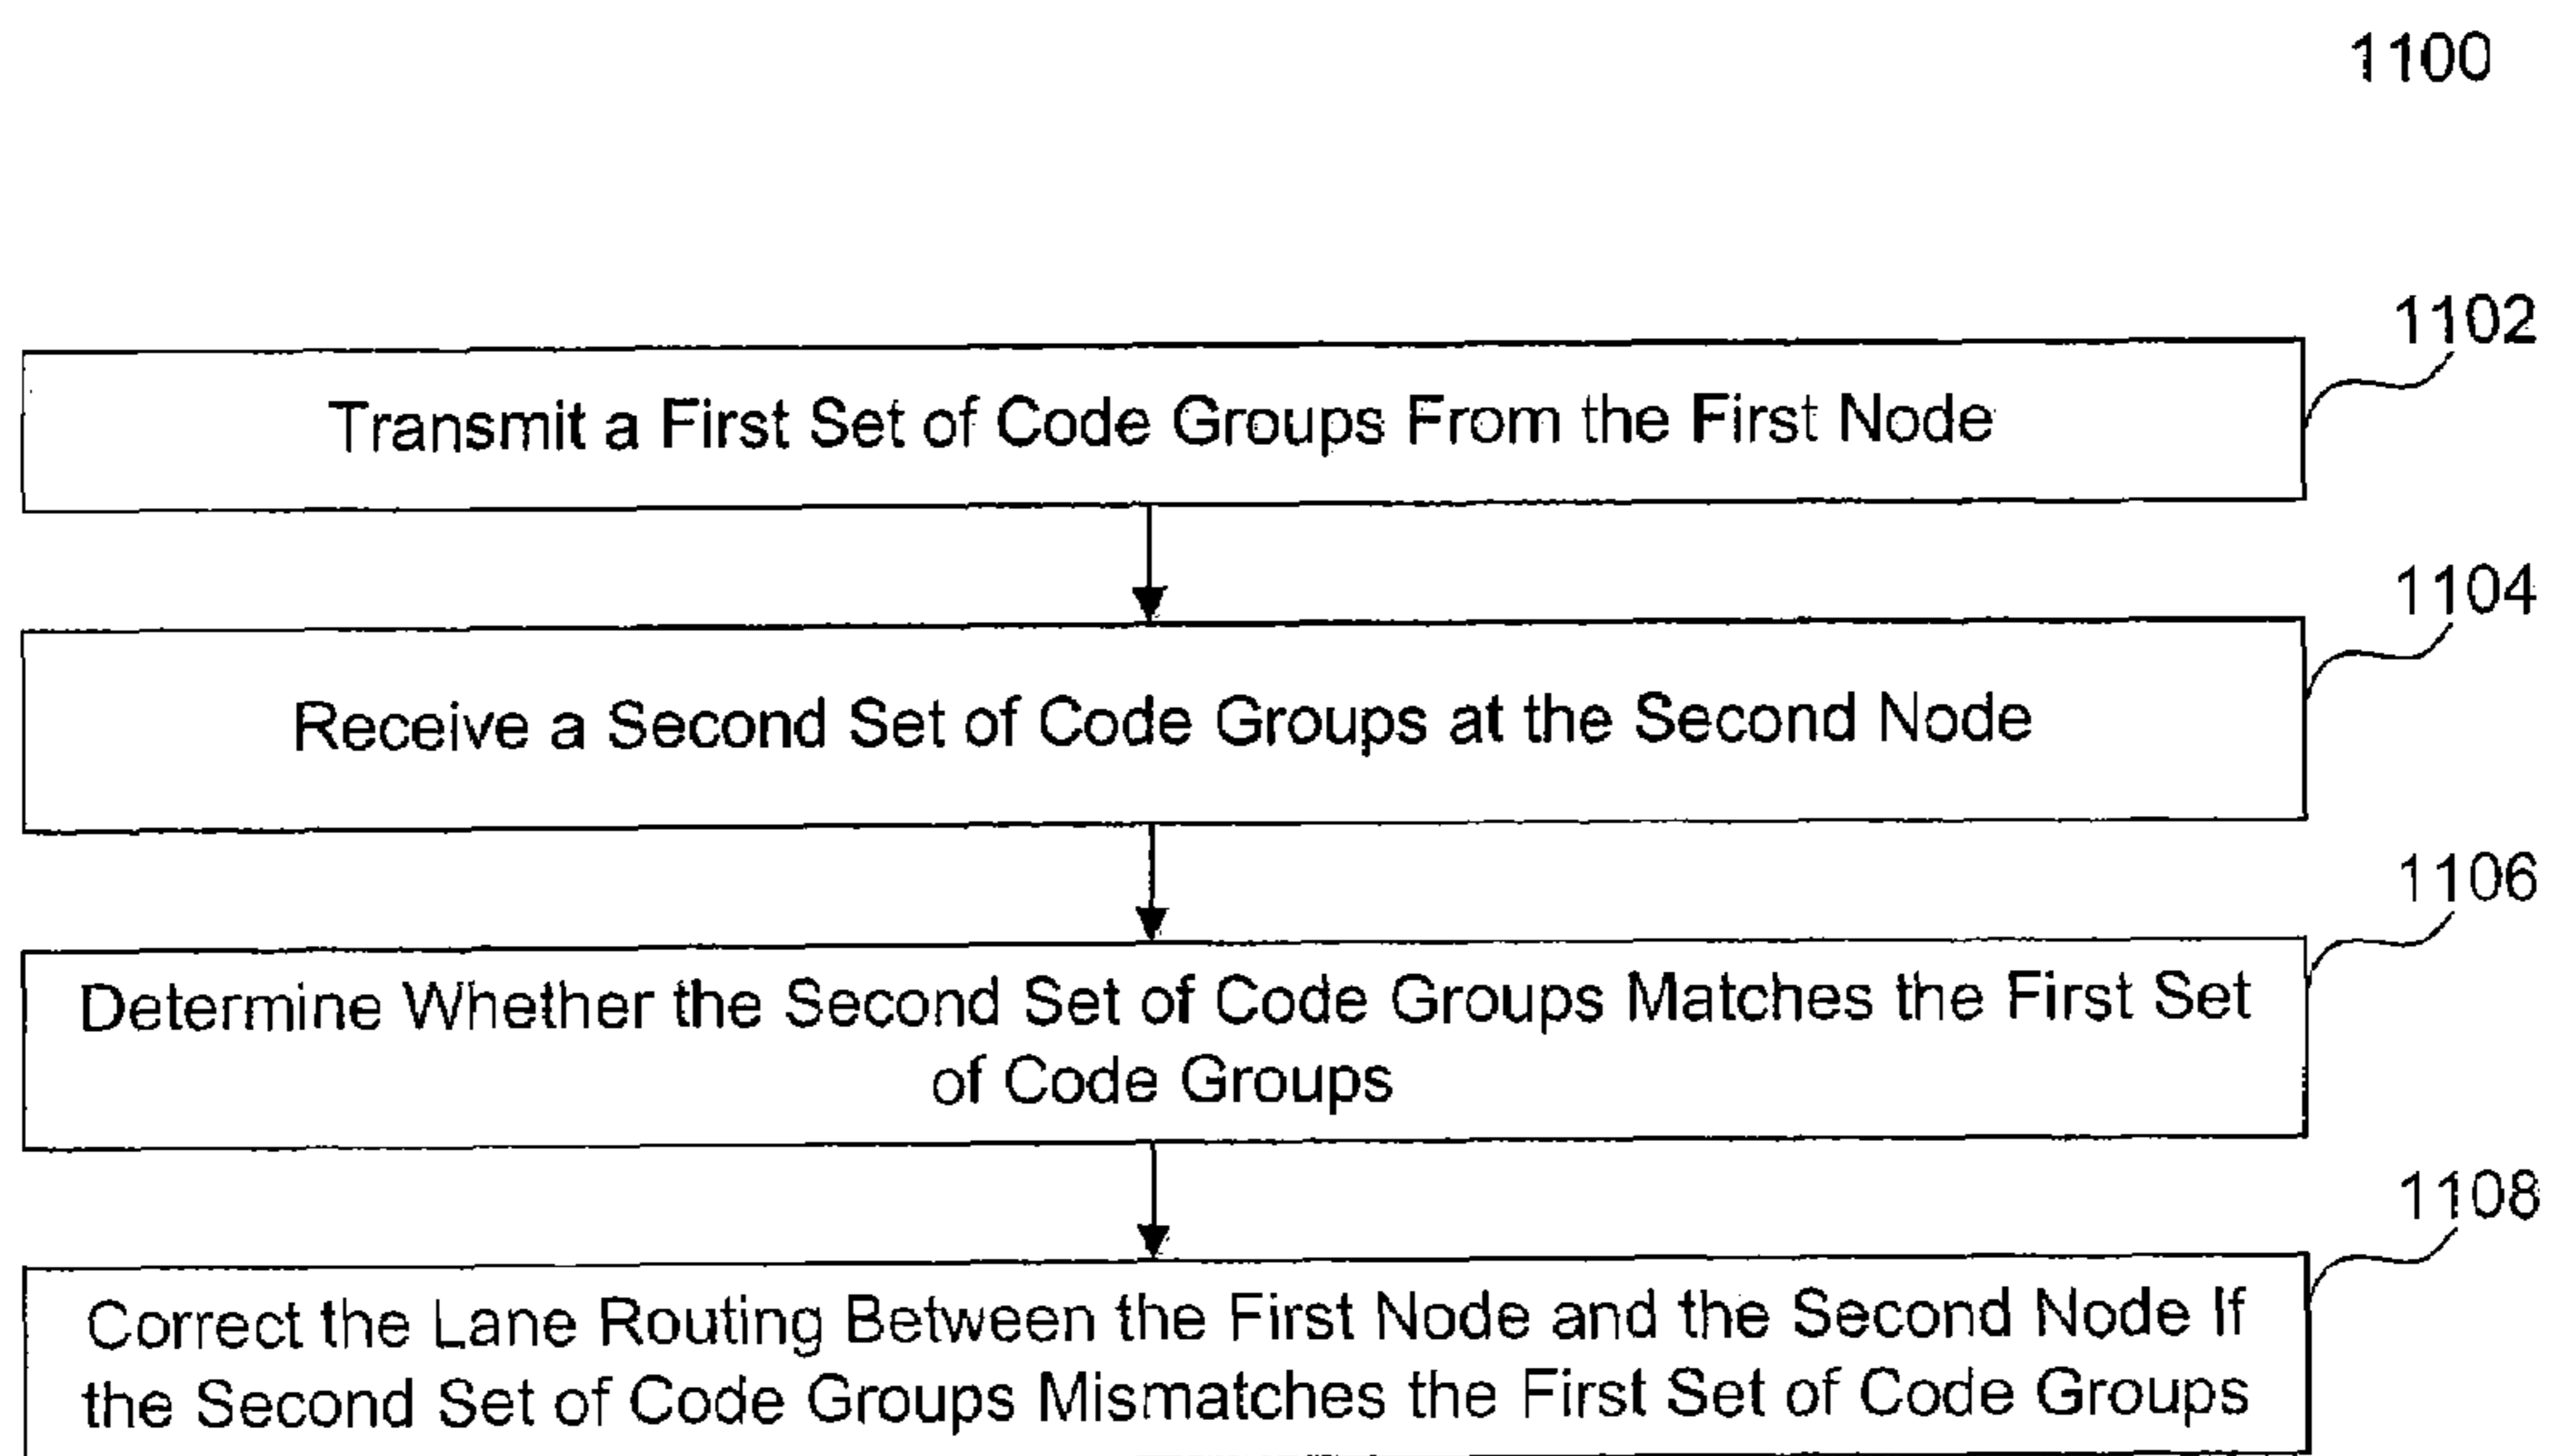 1100
1102
Transmit a First Set of Code Groups From the First Node
1104
Receive a Second Set of Code Groups at the Second Node
1106
Determine Whether the Second Set of Code Groups Matches the First Set
of Code Groups
1108
Correct the Lane Routing Between the First Node and the Second Node If
the Second Set of Code Groups Mismatches the First Set of Code Groups